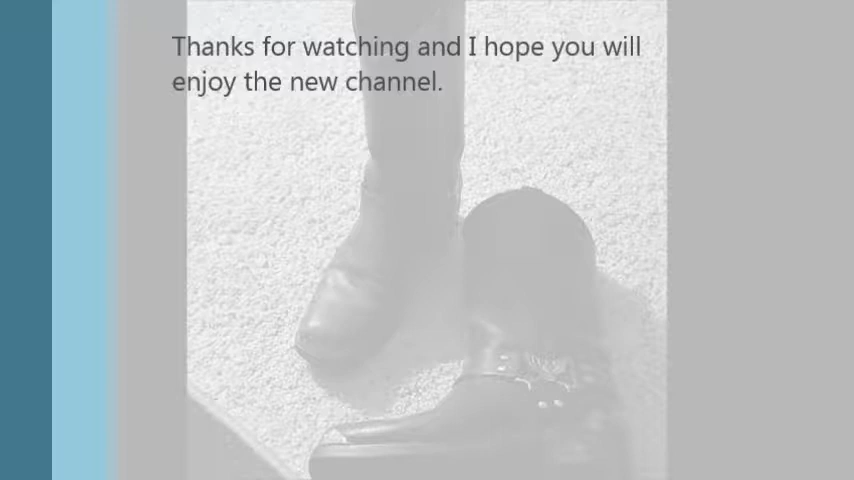 Thanks for watching and I hope you will
enjoy the new channel.